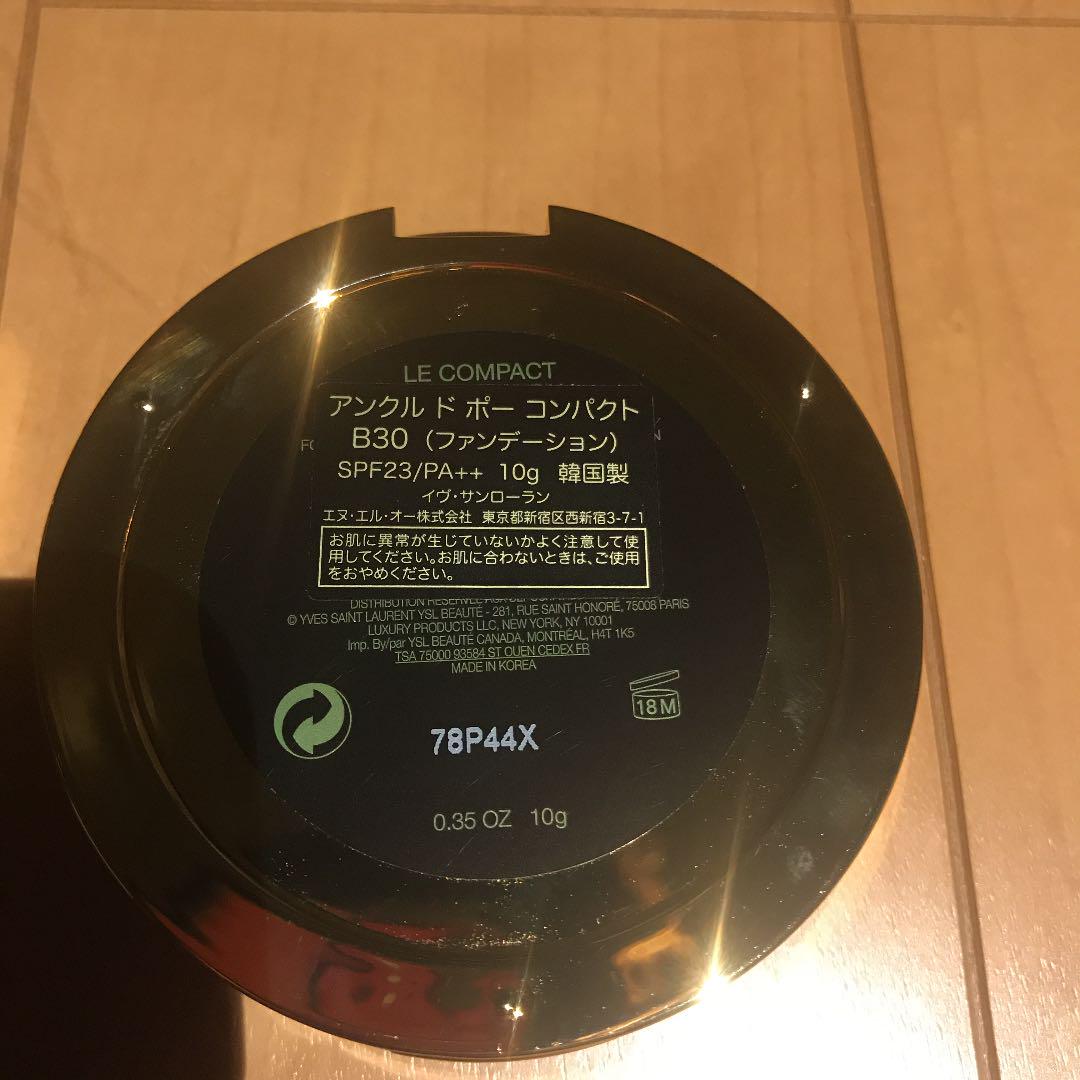 LE COMPACT
アンクル ド ポー コンパクト
B30 (ファンデーション)
SPF23/PA++ 10g 韓国製
イヴ・サンローラン
エヌ・エル・オー株式会社 東京都新宿区西新宿3-7-1
お肌に異常が生じていないかよく注意して使
用してください。お肌に合わないときは、ご使用
をおやめください。
DISTRIBUTION
© YVES SAINT LAURENT YSL BEAUTÉ - 281, RUE SAINT HONORÉ, 75008 PARIS
LUXURY PRODUCTS LLC, NEW YORK, NY 10001
Imp. By/par YSL BEAUTÉ CANADA, MONTRÉAL, H4T 1K5
TSA 75000 93584 ST OUEN CEDEX FR
MADE IN KOREA
18M
78P44X
0.35 OZ 10g